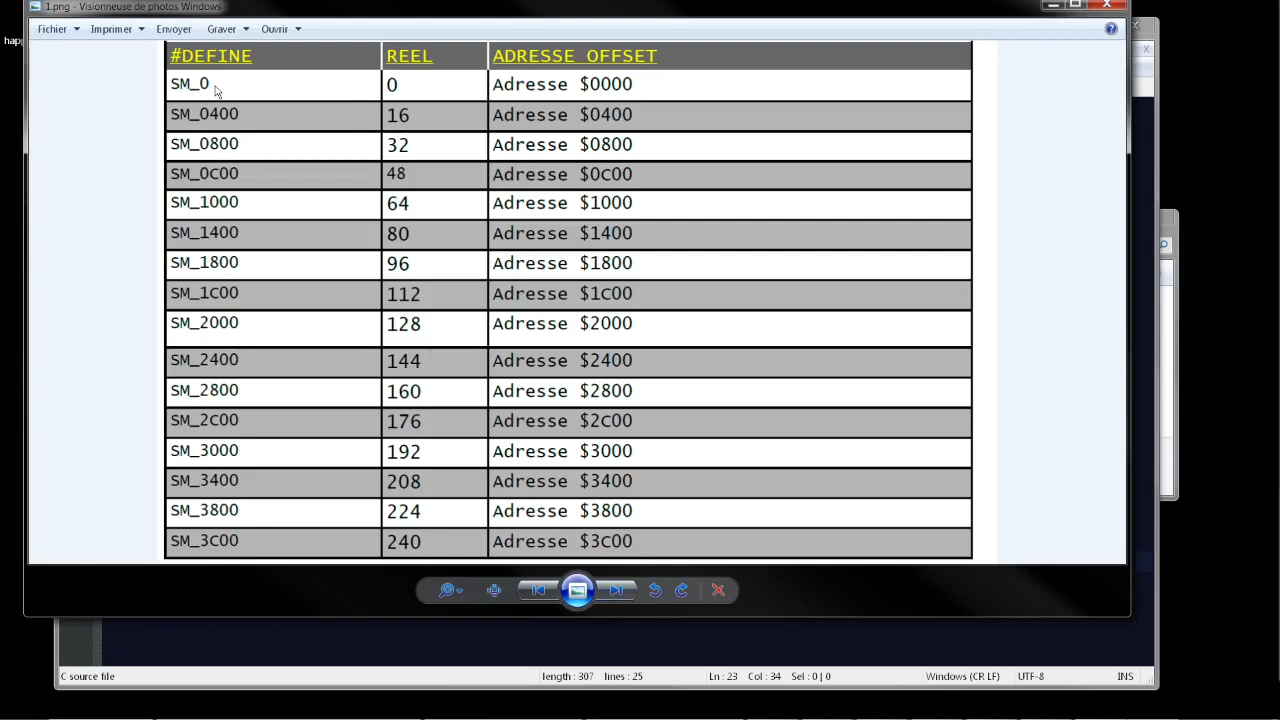 1.png - Visionneuse de photos Windows
Fichier Imprimer Envoyer Graver Ouvrir
happ
#DEFINE REEL ADRESSE OFFSET
SM_0 0 Adresse $0000
SM_0400 16 Adresse $0400
SM_0800 32 Adresse $0800
SM_0C00 48 Adresse $0C00
SM_1000 64 Adresse $1000
SM_1400 80 Adresse $1400
SM_1800 96 Adresse $1800
SM_1C00 112 Adresse $1C00
SM_2000 128 Adresse $2000
SM_2400 144 Adresse $2400
SM_2800 160 Adresse $2800
SM_2C00 176 Adresse $2C00
SM_3000 192 Adresse $3000
SM_3400 208 Adresse $3400
SM_3800 224 Adresse $3800
SM_3C00 240 Adresse $3C00
C source file length : 307 lines : 25 Ln : 23 Col : 34 Sel : 0 | 0 Windows (CR LF) UTF-8 INS